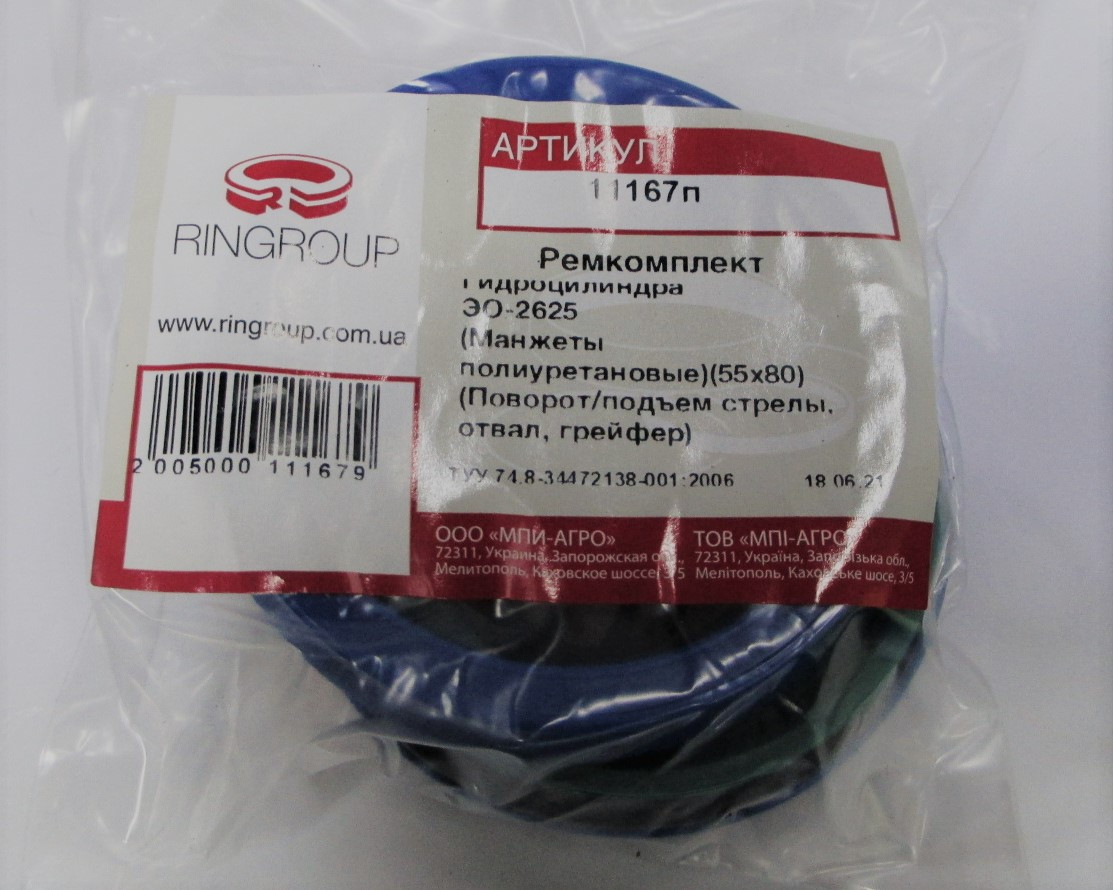 RINGROUP
www.ringroup.com.ua
2 005000 111679
АРТИКУЛ
11167п
Ремкомплект
Гидроцилиндра
ЭО-2625
(Манжеты
полиуретановые)(55х80)
(Поворот/подъем стрелы,
отвал, грейфер)
ТУУ 74.8-34472138-001:2006 18.06.21
ООО «МПИ-АГРО»
72311, Украина, Запорожская обл.,
Мелитополь, Каховское шоссе, 3/5
ТОВ «МПІ-АГРО»
72311, Україна, Запорізька обл.,
Мелітополь, Каховське шосе, 3/5